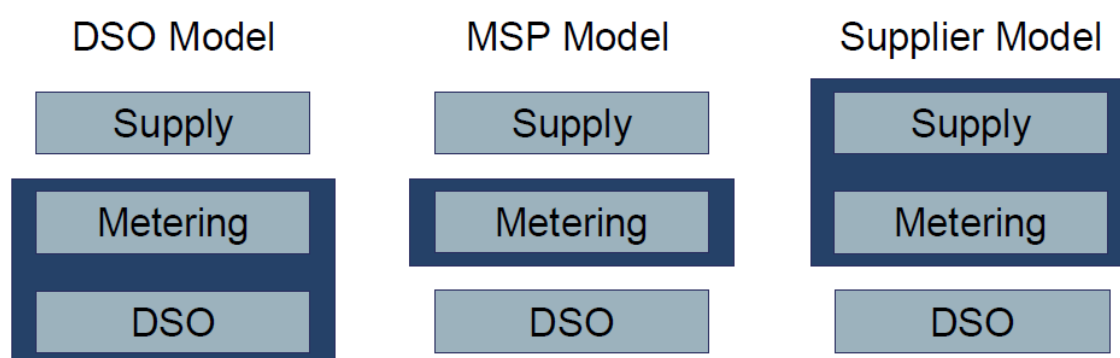 DSO Model
Supply
Metering
DSO
MSP Model
Supply
Metering
DSO
Supplier Model
Supply
Metering
DSO